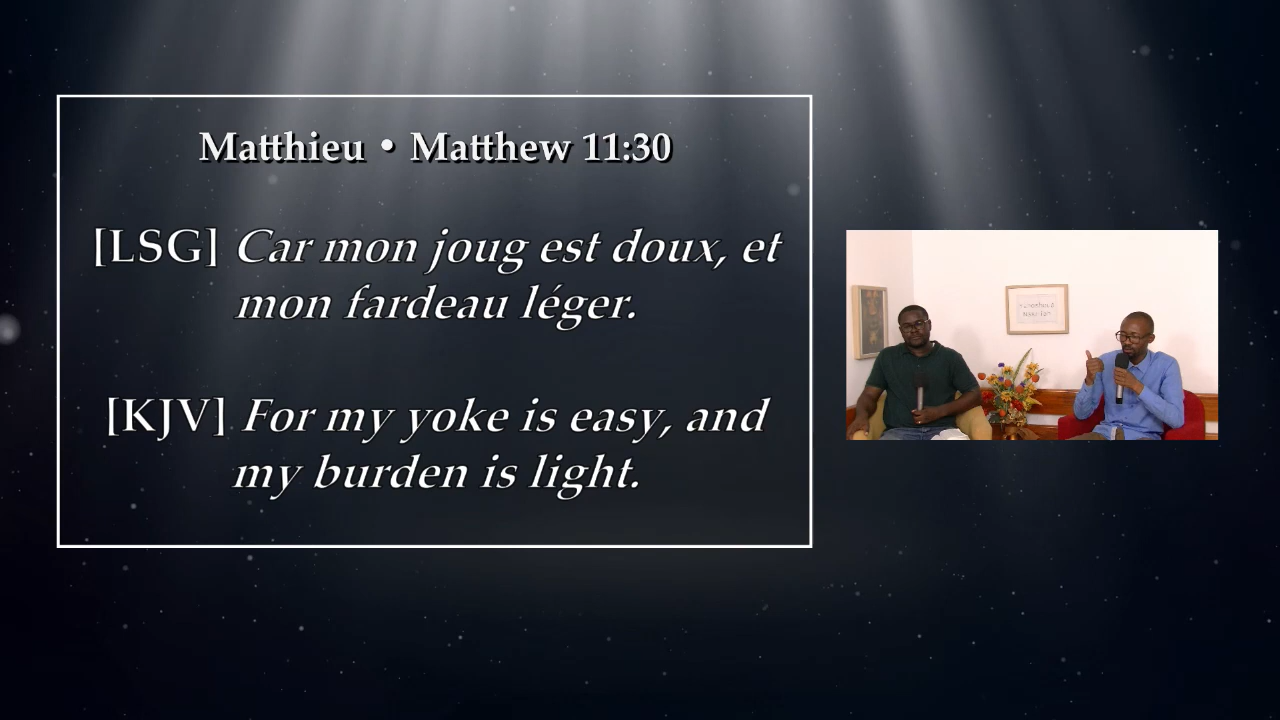 Matthieu • Matthew 11:30
[LSG] Car mon joug est doux, et
mon fardeau léger.
[KJV] For my yoke is easy, and
my burden is light.